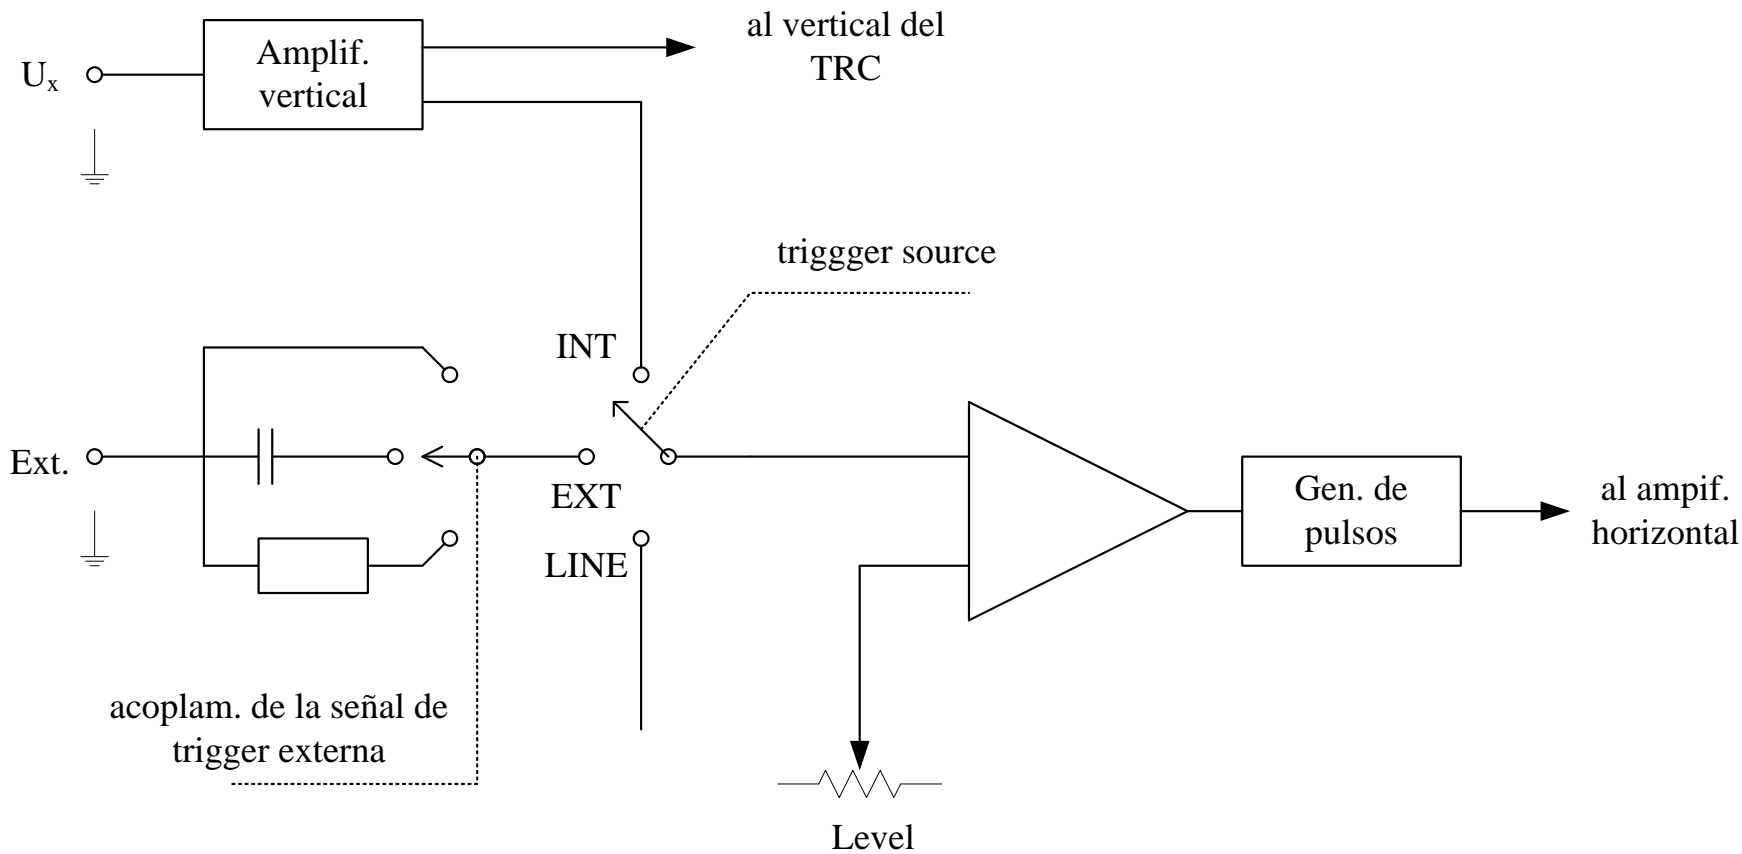 al vertical del
TRC
Amplif.
vertical
Uₓ
triggger source
INT
Ext.
EXT
LINE
Gen. de
pulsos
al ampif.
horizontal
acoplam. de la señal de
trigger externa
Level